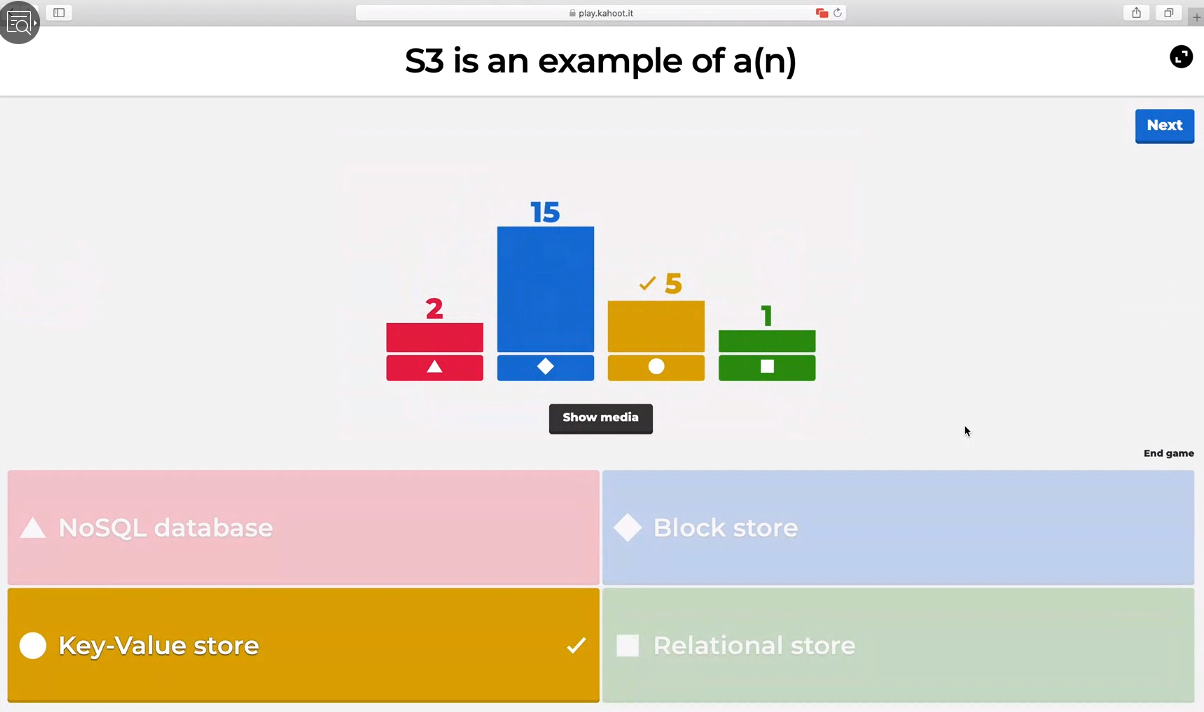 play.kahoot.it
S3 is an example of a(n)
Next
15
5
2
1
Show media
End game
NoSQL database
Block store
Key-Value store
Relational store